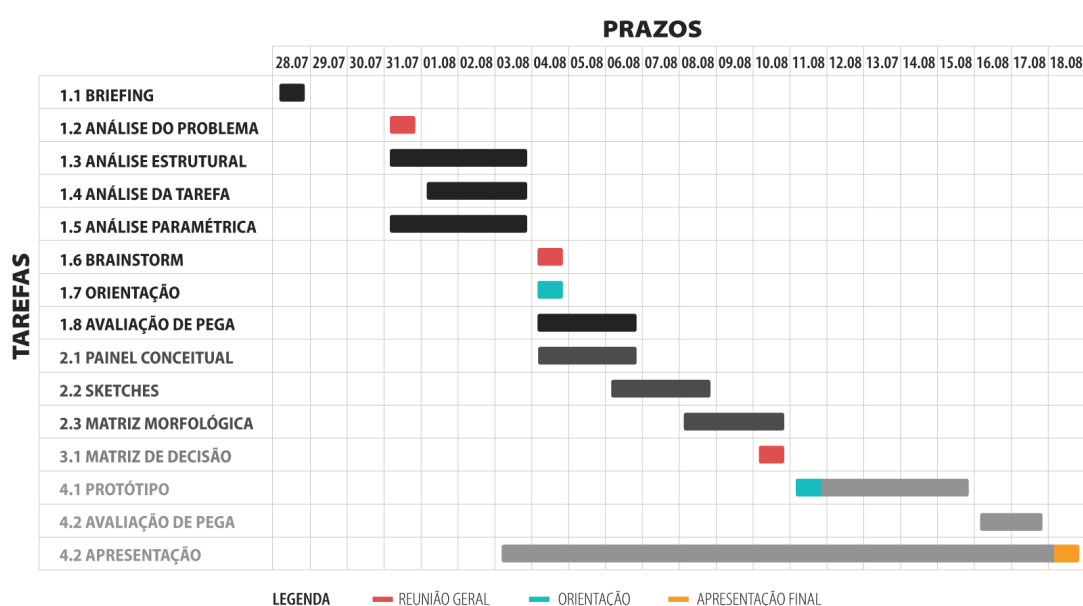 PRAZOS
28.07 29.07 30.07 31.07 01.08 02.08 03.08 04.08 05.08 06.08 07.08 08.08 09.08 10.08 11.08 12.08 13.07 14.08 15.08 16.08 17.08 18.08
TAREFAS
1.1 BRIEFING
1.2 ANÁLISE DO PROBLEMA
1.3 ANÁLISE ESTRUTURAL
1.4 ANÁLISE DA TAREFA
1.5 ANÁLISE PARAMÉTRICA
1.6 BRAINSTORM
1.7 ORIENTAÇÃO
1.8 AVALIAÇÃO DE PEGA
2.1 PAINEL CONCEITUAL
2.2 SKETCHES
2.3 MATRIZ MORFOLÓGICA
3.1 MATRIZ DE DECISÃO
4.1 PROTÓTIPO
4.2 AVALIAÇÃO DE PEGA
4.2 APRESENTAÇÃO
LEGENDA REUNIÃO GERAL ORIENTAÇÃO APRESENTAÇÃO FINAL